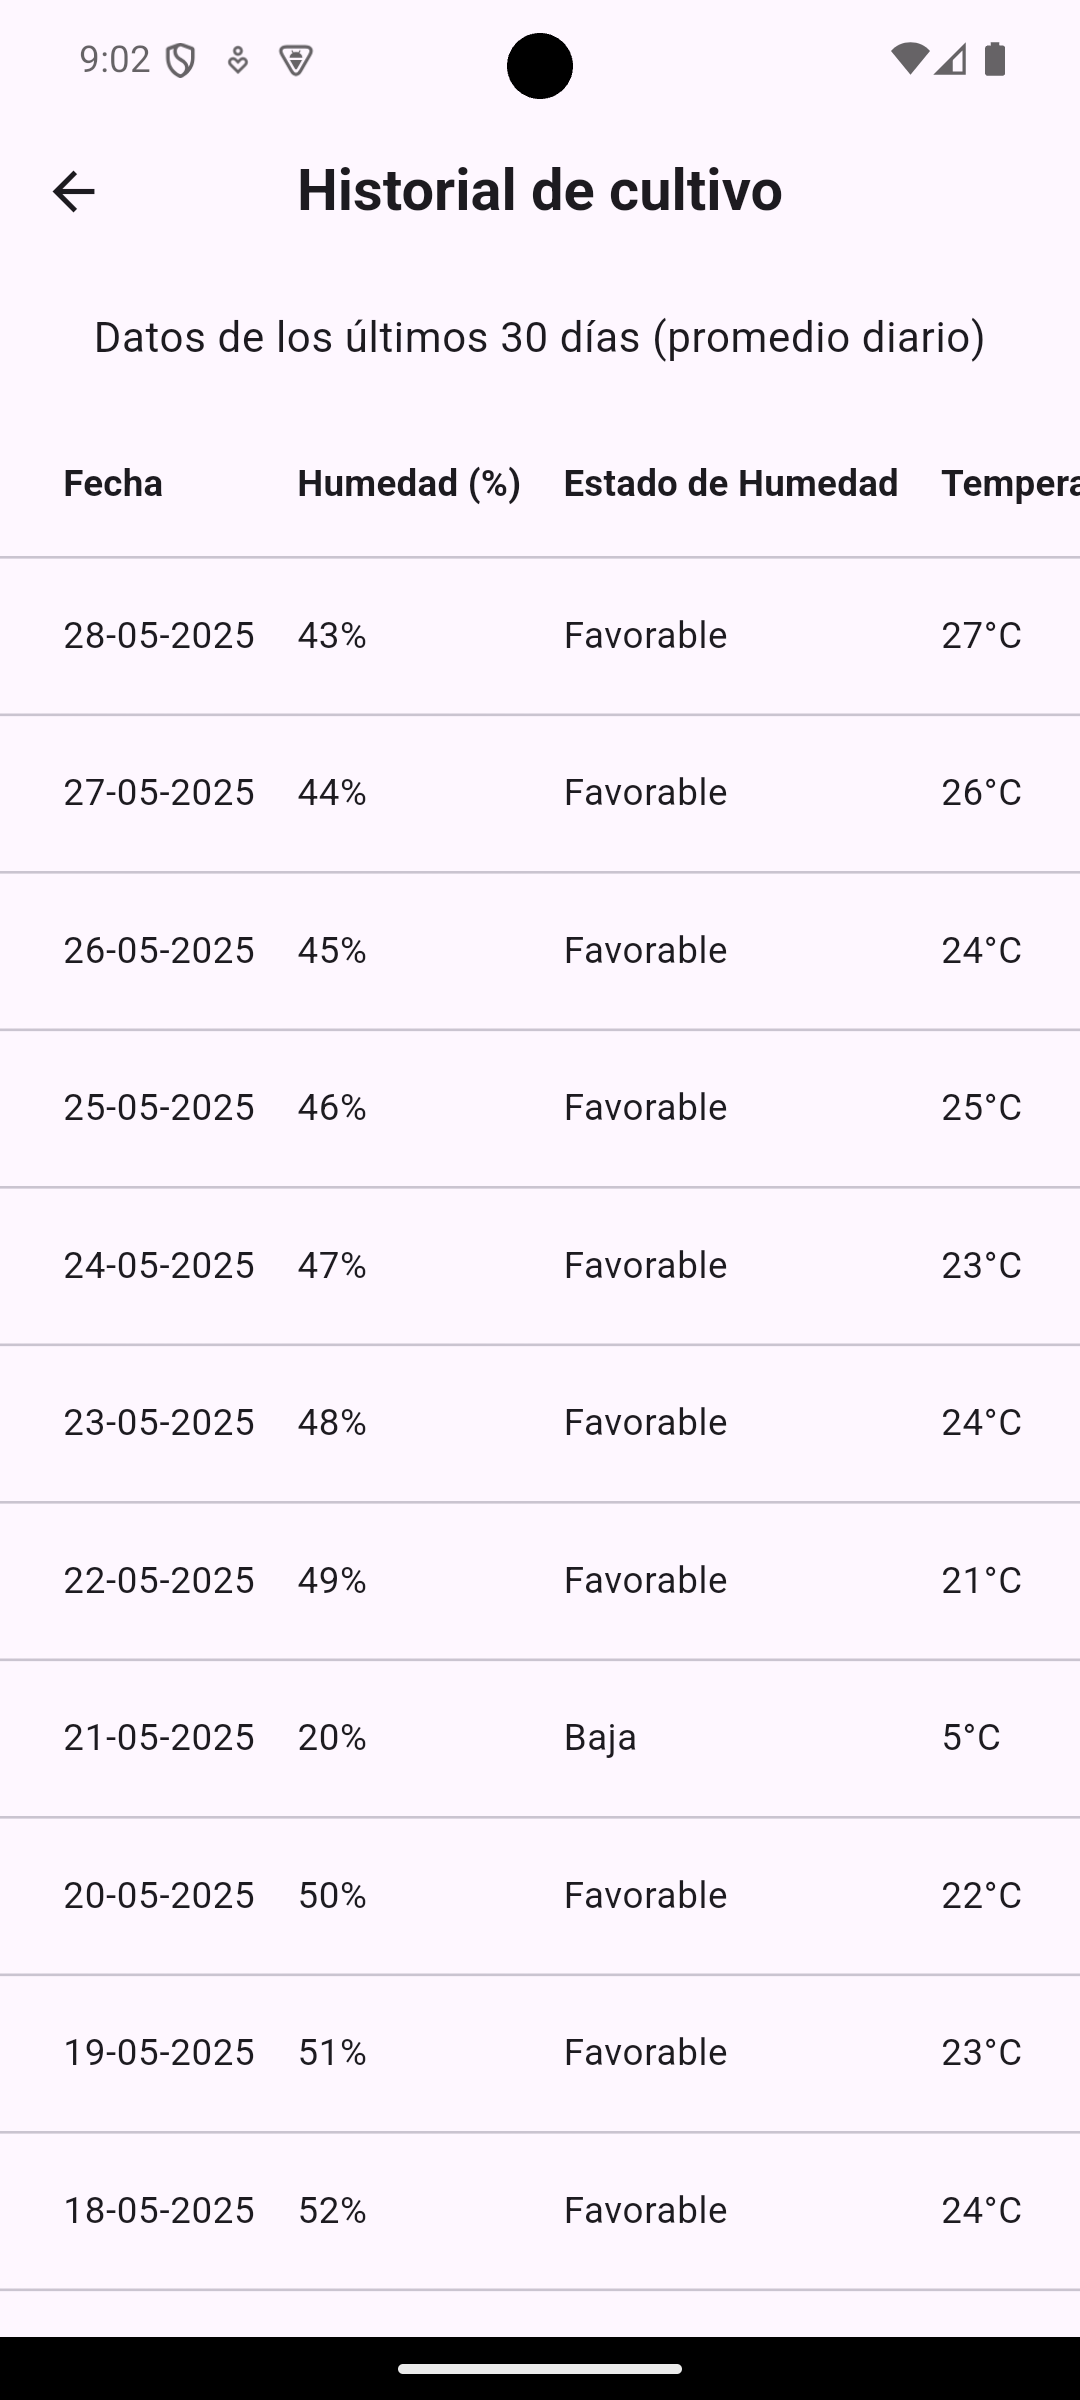 9:02
Historial de cultivo
Datos de los últimos 30 días (promedio diario)
Fecha Humedad (%) Estado de Humedad Tempera
28-05-2025 43% Favorable 27°C
27-05-2025 44% Favorable 26°C
26-05-2025 45% Favorable 24°C
25-05-2025 46% Favorable 25°C
24-05-2025 47% Favorable 23°C
23-05-2025 48% Favorable 24°C
22-05-2025 49% Favorable 21°C
21-05-2025 20% Baja 5°C
20-05-2025 50% Favorable 22°C
19-05-2025 51% Favorable 23°C
18-05-2025 52% Favorable 24°C